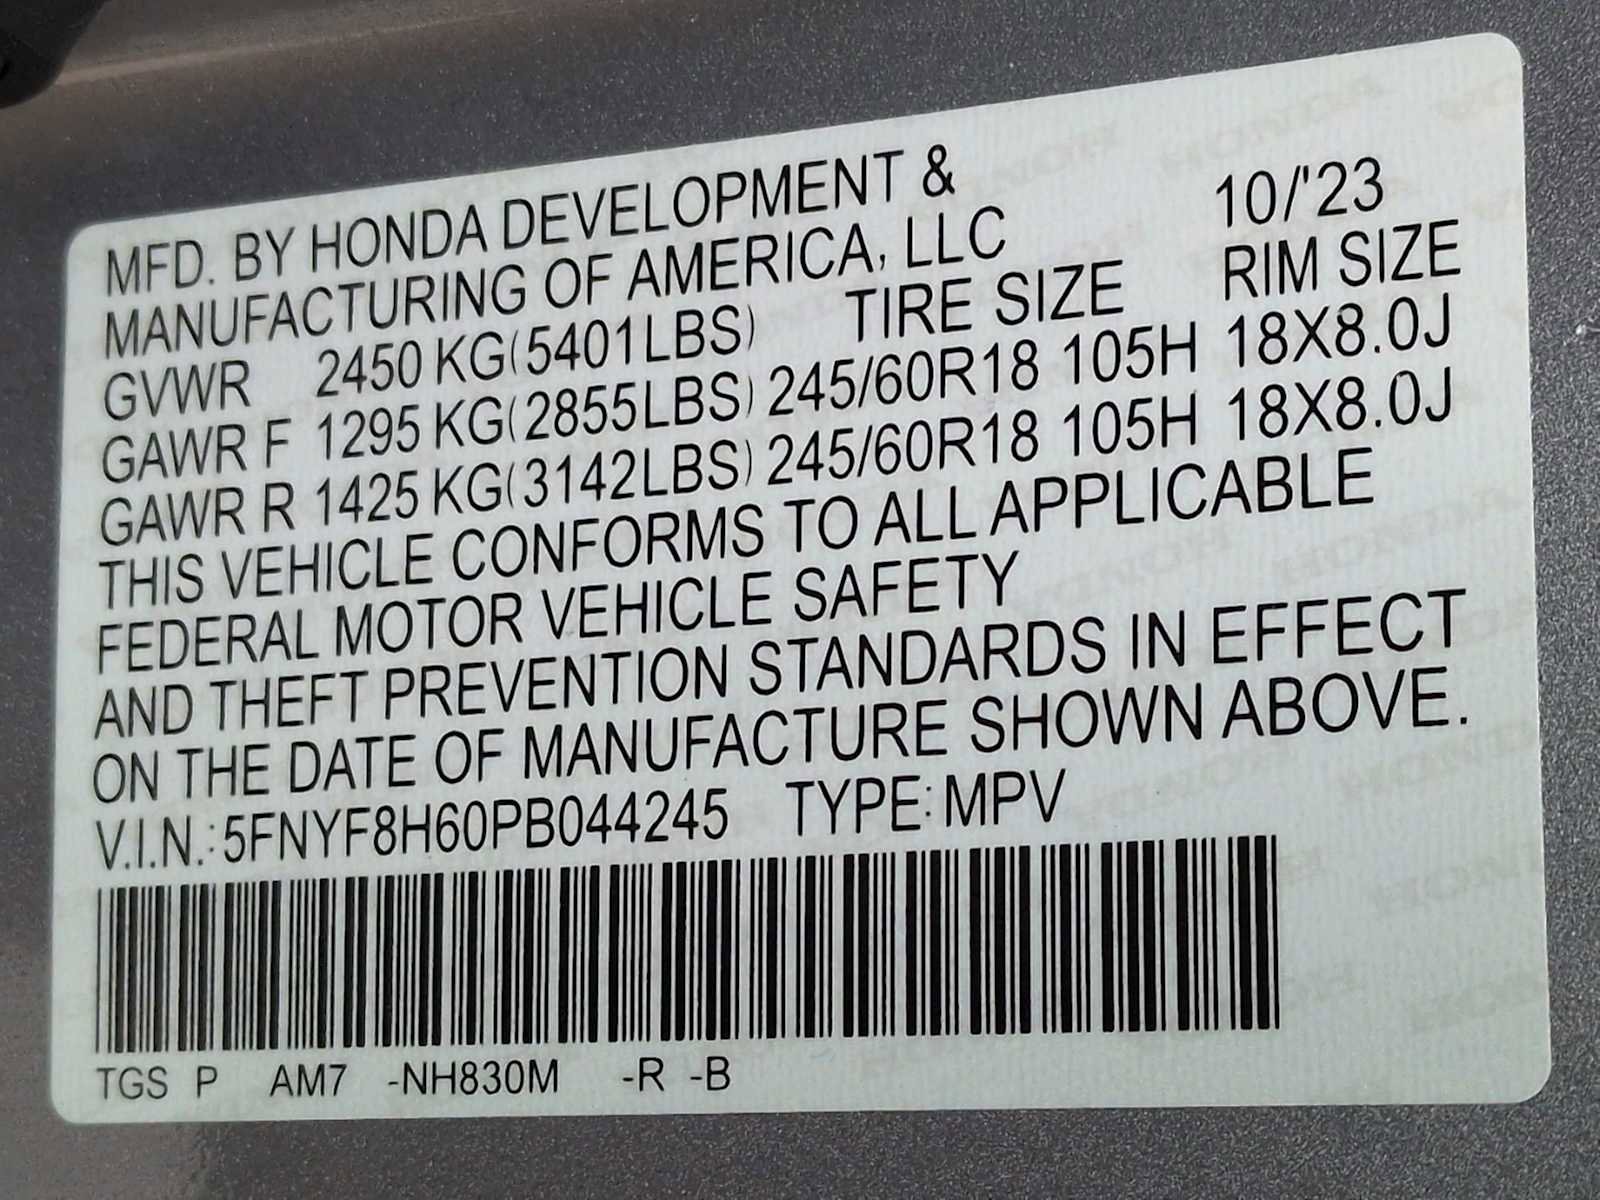 MFD. BY HONDA DEVELOPMENT &
MANUFACTURING OF AMERICA, LLC 10/'23
GVWR 2450 KG(5401LBS) TIRE SIZE RIM SIZE
GAWR F 1295 KG(2855LBS) 245/60R18 105H 18X8.0J
GAWR R 1425 KG(3142LBS) 245/60R18 105H 18X8.0J
THIS VEHICLE CONFORMS TO ALL APPLICABLE
FEDERAL MOTOR VEHICLE SAFETY
AND THEFT PREVENTION STANDARDS IN EFFECT
ON THE DATE OF MANUFACTURE SHOWN ABOVE.
V.I.N.:5FNYF8H60PB044245 TYPE:MPV
TGS P AM7 -NH830M -R -B